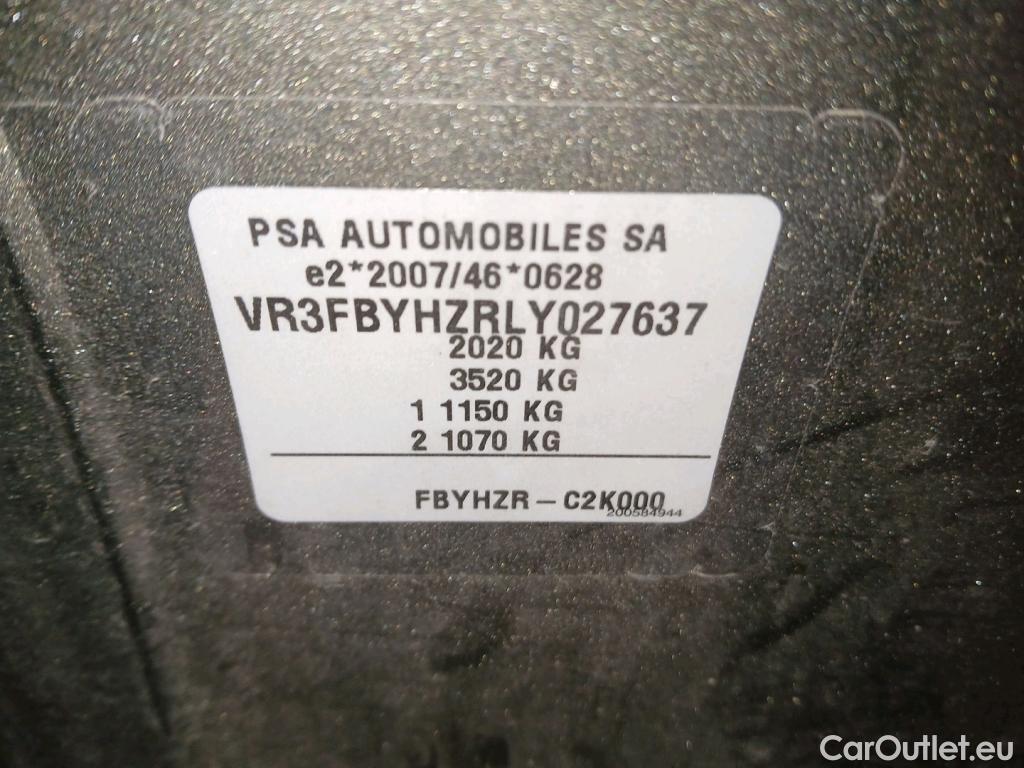 PSA AUTOMOBILES SA
e2*2007/46*0628
VR3FBYHZRLY027637
2020 KG
3520 KG
1 1150 KG
2 1070 KG
FBYHZR – C2K000
200584944
CarOutlet.eu